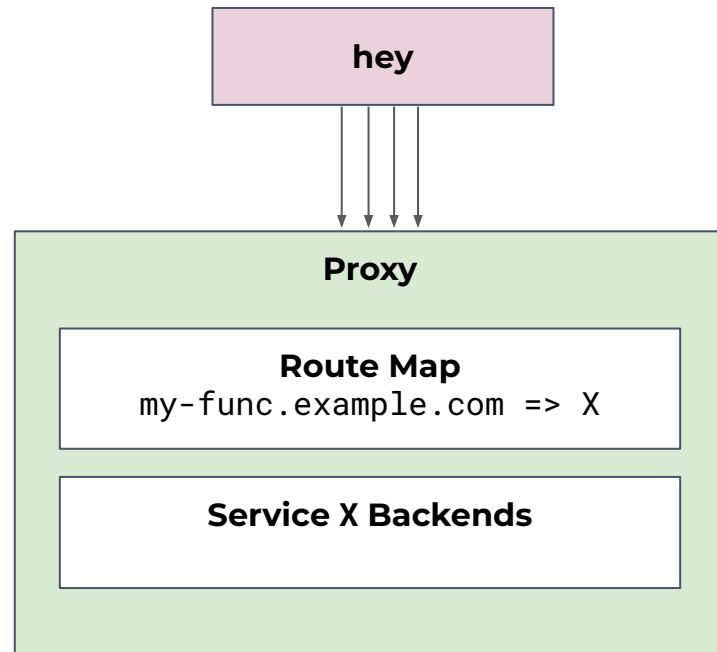 hey
Proxy
Route Map
my-func.example.com => X
Service X Backends